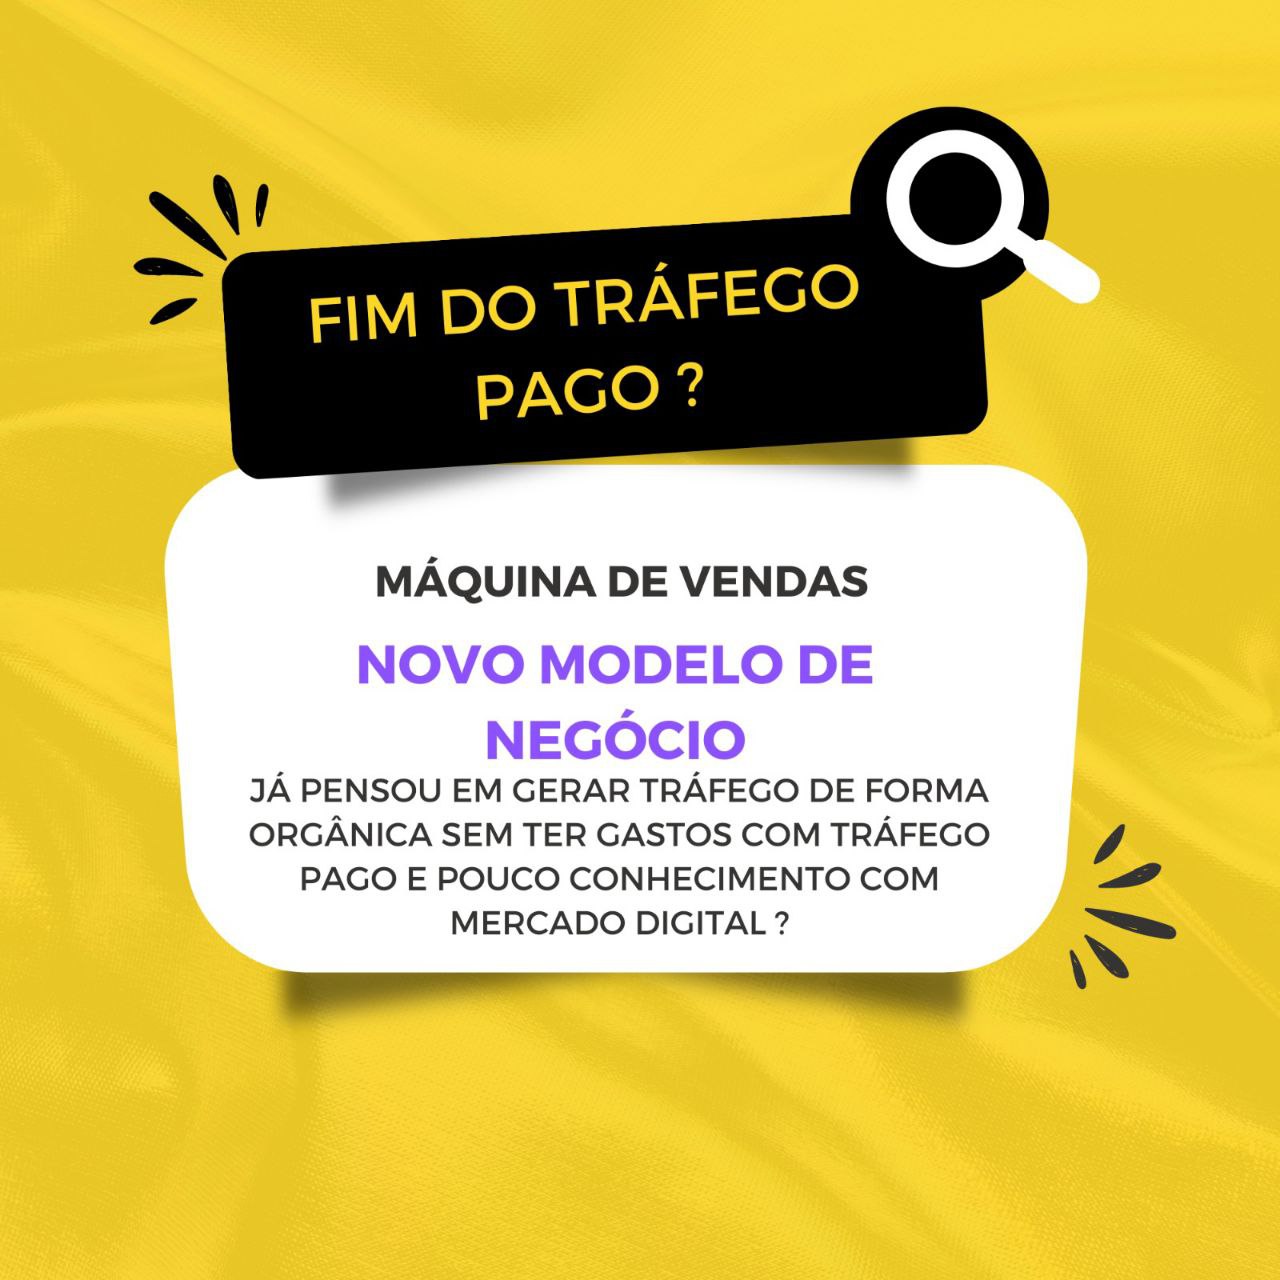 FIM DO TRÁFEGO
PAGO ?
MÁQUINA DE VENDAS
NOVO MODELO DE
NEGÓCIO
JÁ PENSOU EM GERAR TRÁFEGO DE FORMA
ORGÂNICA SEM TER GASTOS COM TRÁFEGO
PAGO E POUCO CONHECIMENTO COM
MERCADO DIGITAL ?